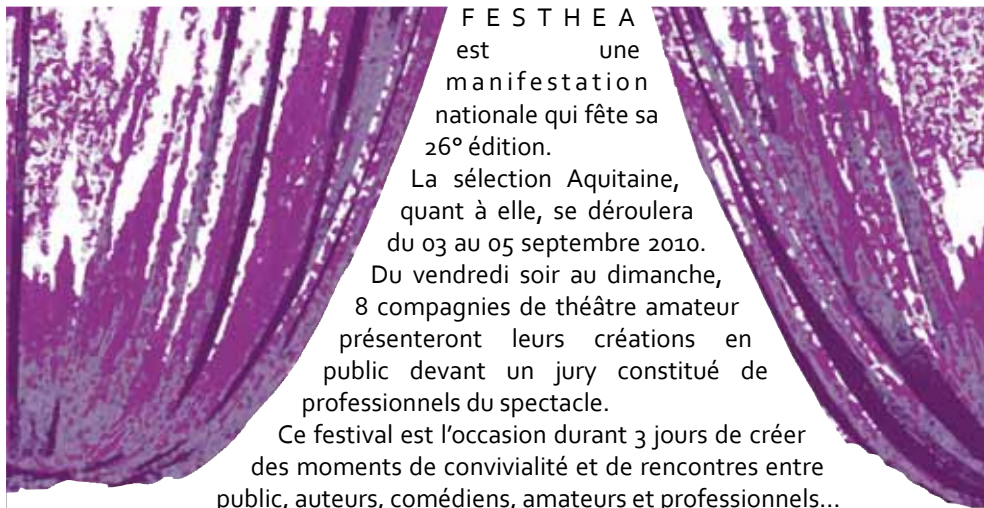 FESTHEA
est une
manifestation
nationale qui fête sa
26° édition.
La sélection Aquitaine,
quant à elle, se déroulera
du 03 au 05 septembre 2010.
Du vendredi soir au dimanche,
8 compagnies de théâtre amateur
présenteront leurs créations en
public devant un jury constitué de
professionnels du spectacle.
Ce festival est l'occasion durant 3 jours de créer
des moments de convivialité et de rencontres entre
public, auteurs, comédiens, amateurs et professionnels...